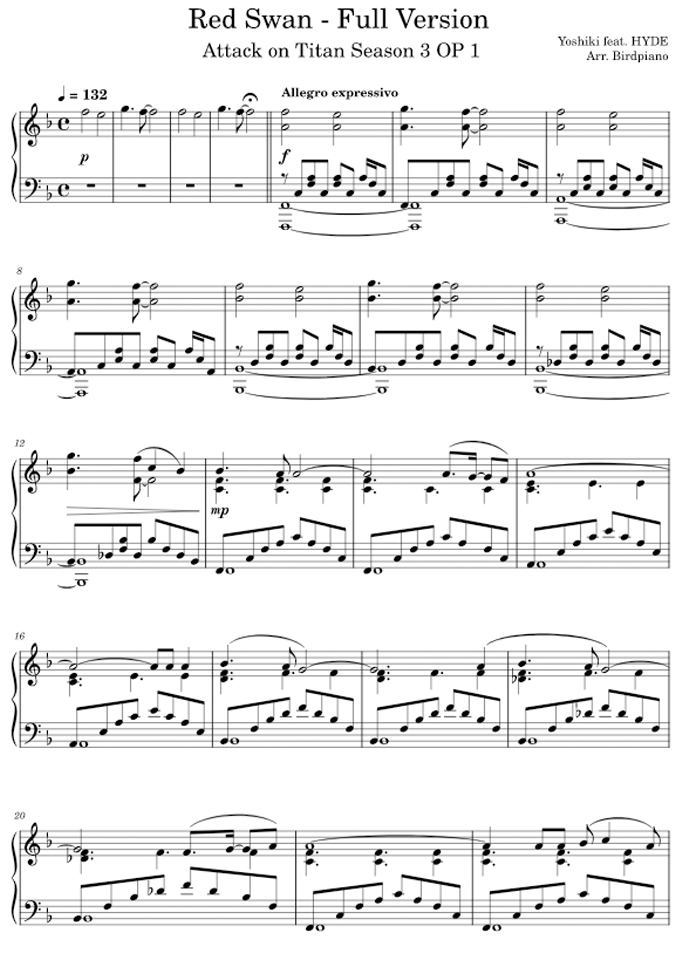 Red Swan - Full Version
Attack on Titan Season 3 OP 1
Yoshiki feat. HYDE
Arr. Birdpiano
♩ = 132
Allegro expressivo
p
f
8
12
mp
16
20